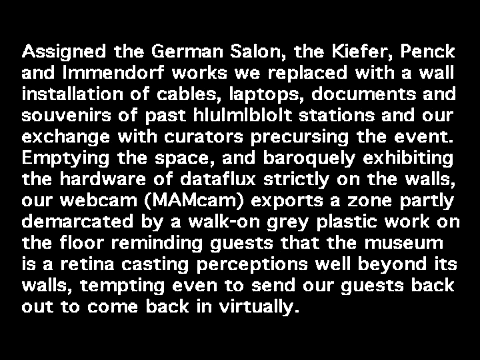 Assigned the German Salon, the Kiefer, Penck
and Immendorf works we replaced with a wall
installation of cables, laptops, documents and
souvenirs of past hlulmlblolt stations and our
exchange with curators precursing the event.
Emptying the space, and baroquely exhibiting
the hardware of dataflux strictly on the walls,
our webcam (MAMcam) exports a zone partly
demarcated by a walk-on grey plastic work on
the floor reminding guests that the museum
is a retina casting perceptions well beyond its
walls, tempting even to send our guests back
out to come back in virtually.